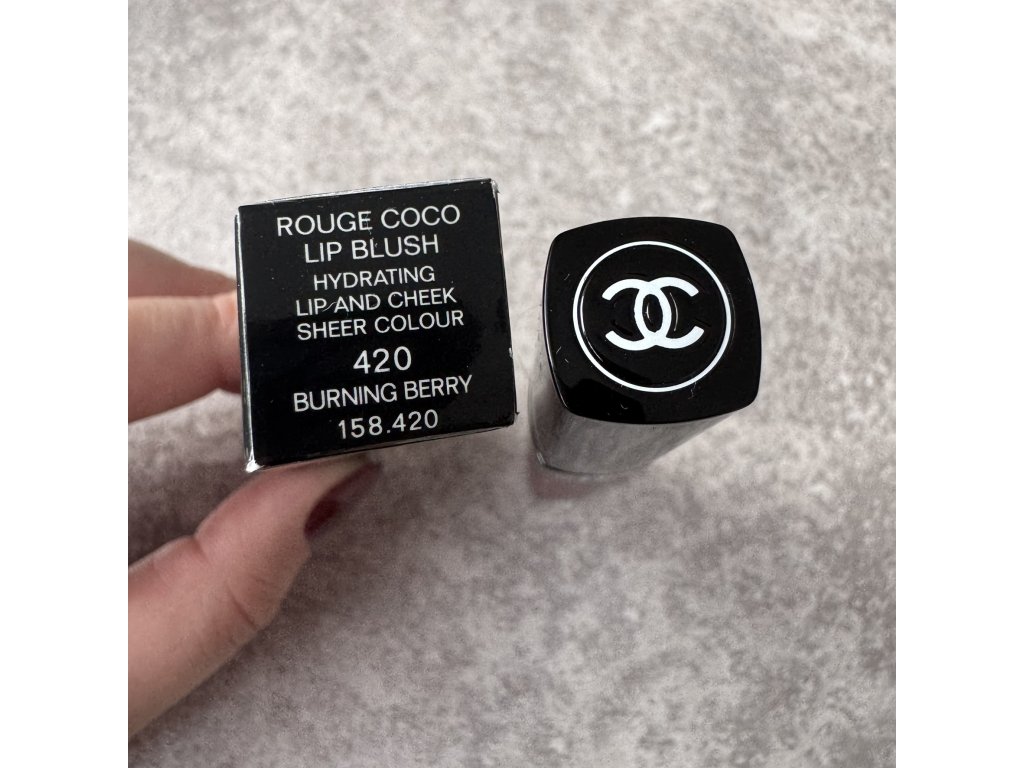 ROUGE COCO
LIP BLUSH
HYDRATING
LIP AND CHEEK
SHEER COLOUR
420
BURNING BERRY
158.420